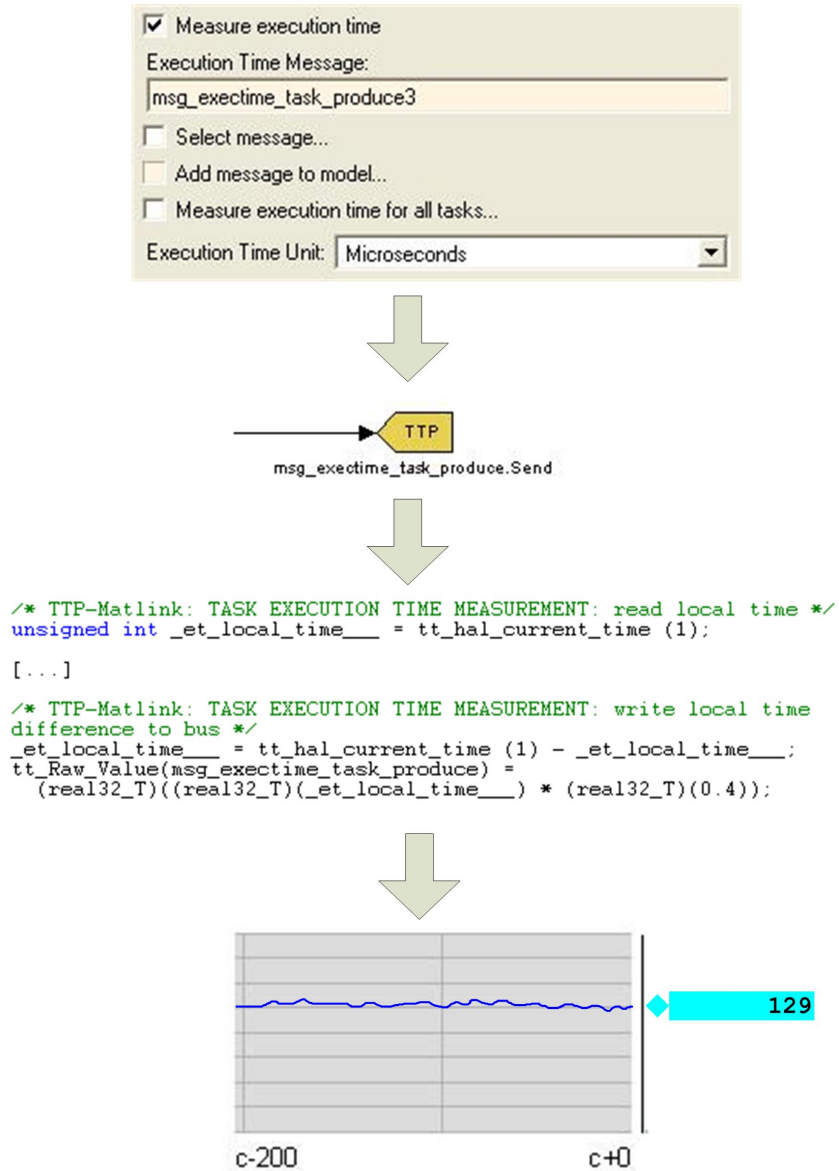 Measure execution time
Execution Time Message:
msg_exectime_task_produce3
Select message...
Add message to model...
Measure execution time for all tasks...
Execution Time Unit: Microseconds
TTP
msg_exectime_task_produce.Send
/* TTP-Matlink: TASK EXECUTION TIME MEASUREMENT: read local time */
unsigned int _et_local_time___ = tt_hal_current_time (1);
[...]
/* TTP-Matlink: TASK EXECUTION TIME MEASUREMENT: write local time
difference to bus */
_et_local_time___ = tt_hal_current_time (1) - _et_local_time___;
tt_Raw_Value(msg_exectime_task_produce) =
(real32_T)((real32_T)(_et_local_time___) * (real32_T)(0.4));
129
c-200 c+0